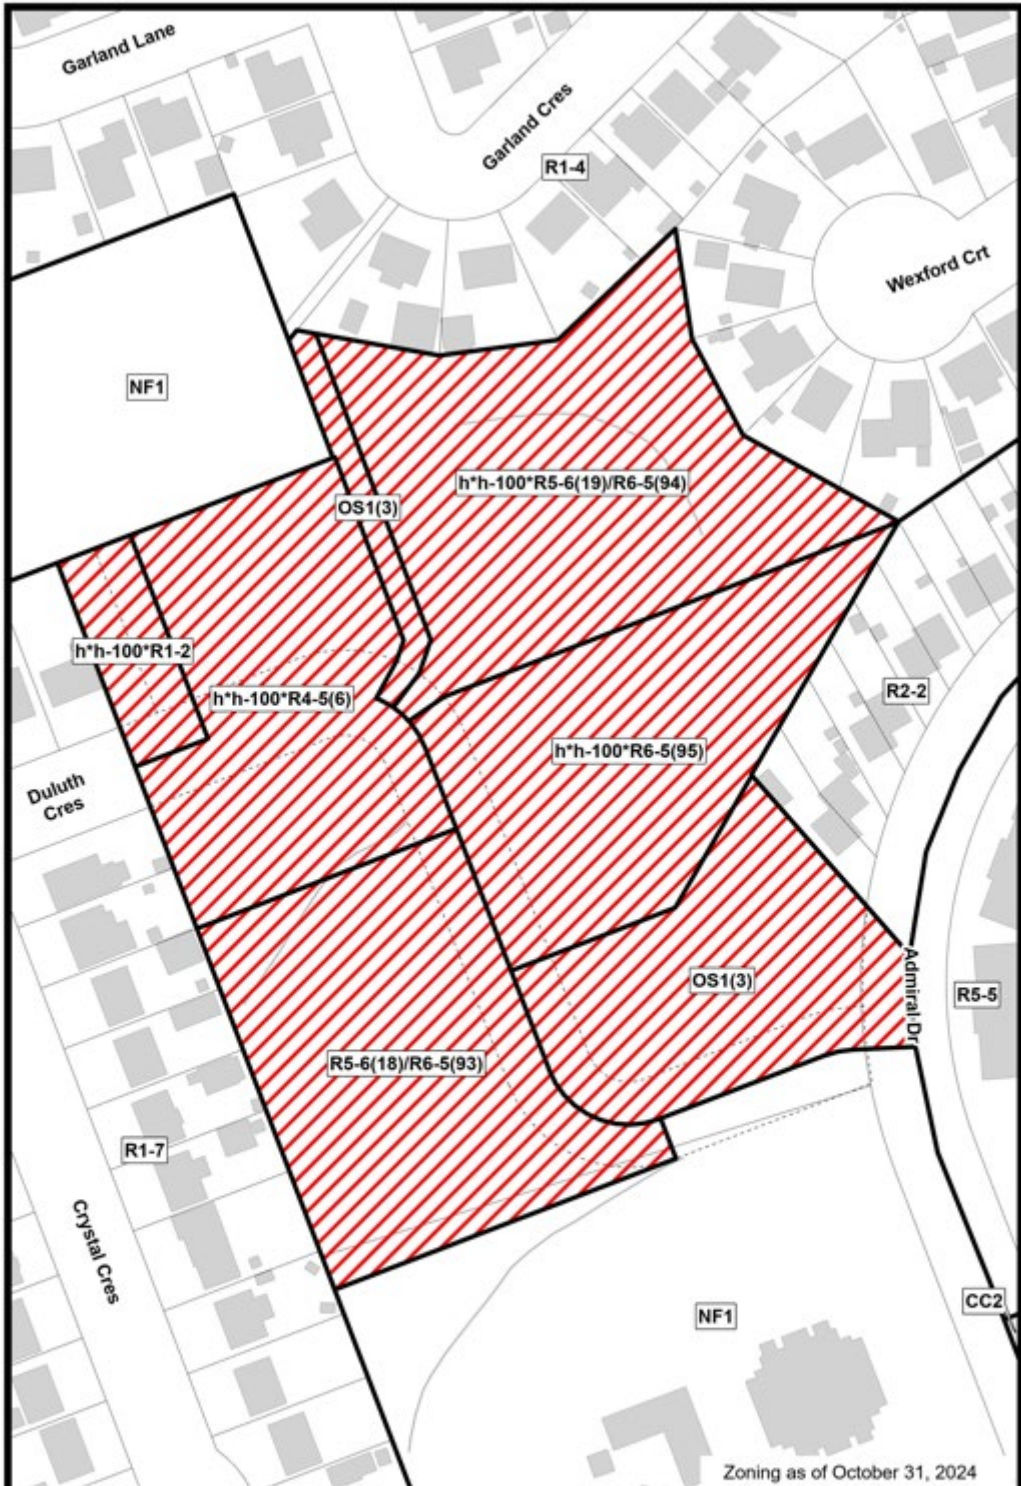 Garland Lane
Garland Cres
R1-4
Wexford Crt
NF1
h*h-100*R5-6(19)/R6-5(94)
OS1(3)
h*h-100*R1-2
h*h-100*R4-5(6)
R2-2
h*h-100*R6-5(95)
Duluth
Cres
OS1(3)
Admiral Dr
R5-5
R5-6(18)/R6-5(93)
R1-7
Crystal Cres
CC2
NF1
Zoning as of October 31, 2024